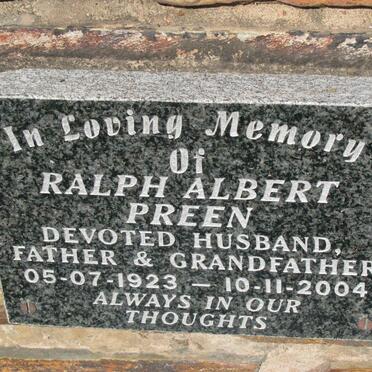 In Loving Memory
Of
RALPH ALBERT
PREEN
DEVOTED HUSBAND,
FATHER & GRANDFATHER
05-07-1923 — 10-11-2004
ALWAYS IN OUR
THOUGHTS